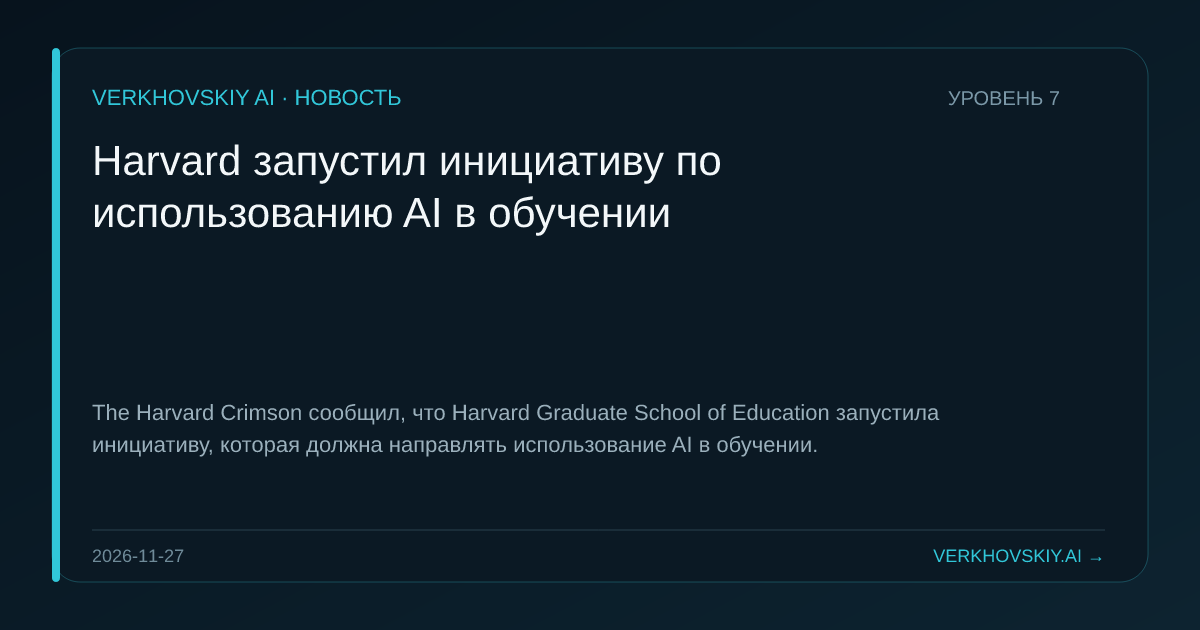 VERKHOVSKIY AI · НОВОСТЬ
УРОВЕНЬ 7
Harvard запустил инициативу по
использованию AI в обучении
The Harvard Crimson сообщил, что Harvard Graduate School of Education запустила
инициативу, которая должна направлять использование AI в обучении.
2026-11-27
VERKHOVSKIY.AI →